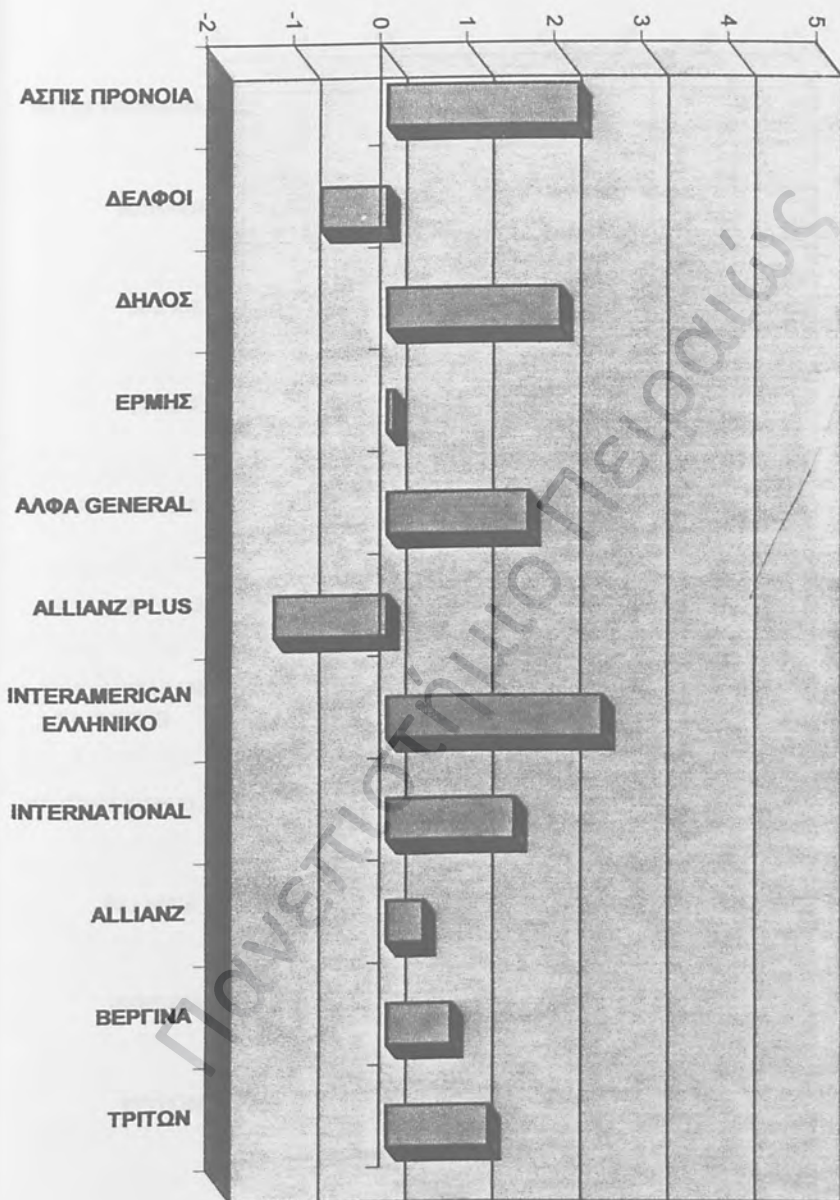 -2
-1
0
1
2
3
4
5
ΑΣΠΙΣ ΠΡΟΝΟΙΑ
ΔΕΛΦΟΙ
ΔΗΛΟΣ
ΕΡΜΗΣ
ΑΛΦΑ GENERAL
ALLIANZ PLUS
INTERAMERICAN
ΕΛΛΗΝΙΚΟ
INTERNATIONAL
ALLIANZ
ΒΕΡΓΙΝΑ
ΤΡΙΤΩΝ
Πανεπιστήμιο Πειραιώς